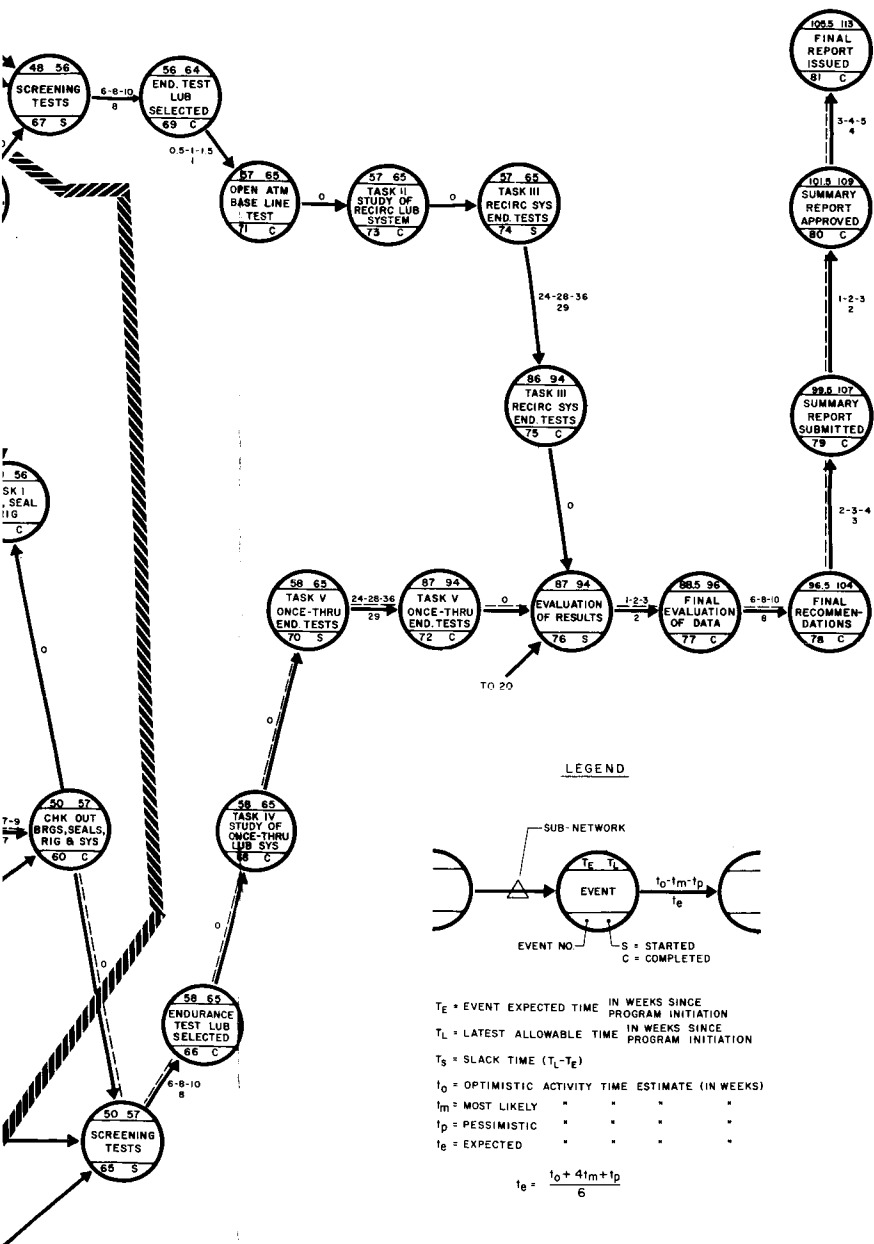 48 56
SCREENING
TESTS
67 S
6-8-10
8
56 64
END. TEST
LUB
SELECTED
69 C
0.5-1-1.5
1
57 65
OPEN ATM
BASE LINE
TEST
71 C
0
57 65
TASK II
STUDY OF
RECIRC LUB
SYSTEM
73 C
0
57 65
TASK III
RECIRC SYS
END. TESTS
74 S
24-28-36
29
86 94
TASK III
RECIRC SYS
END. TESTS
75 C
0
105.5 113
FINAL
REPORT
ISSUED
81 C
3-4-5
4
101.5 109
SUMMARY
REPORT
APPROVED
80 C
1-2-3
2
99.5 107
SUMMARY
REPORT
SUBMITTED
79 C
2-3-4
3
56
SK I
, SEAL
IG
C
0
58 65
TASK V
ONCE-THRU
END. TESTS
70 S
24-28-36
29
87 94
TASK V
ONCE-THRU
END. TESTS
72 C
0
87 94
EVALUATION
OF RESULTS
76 S
TO 20
1-2-3
2
88.5 96
FINAL
EVALUATION
OF DATA
77 C
6-8-10
8
96.5 104
FINAL
RECOMMEN-
DATIONS
78 C
0
7-9
7
50 57
CHK OUT
BRGS, SEALS,
RIG & SYS
60 C
0
58 65
TASK IV
STUDY OF
ONCE-THRU
LUB SYS
68 C
0
58 65
ENDURANCE
TEST LUB
SELECTED
66 C
6-8-10
8
50 57
SCREENING
TESTS
65 S
LEGEND
SUB-NETWORK
TE TL
EVENT
to-tm-tp
te
EVENT NO.
S = STARTED
C = COMPLETED
TE = EVENT EXPECTED TIME IN WEEKS SINCE PROGRAM INITIATION
TL = LATEST ALLOWABLE TIME IN WEEKS SINCE PROGRAM INITIATION
TS = SLACK TIME (TL-TE)
to = OPTIMISTIC ACTIVITY TIME ESTIMATE (IN WEEKS)
tm = MOST LIKELY " " " "
tp = PESSIMISTIC " " " "
te = EXPECTED " " " "
te = to + 4tm + tp
6